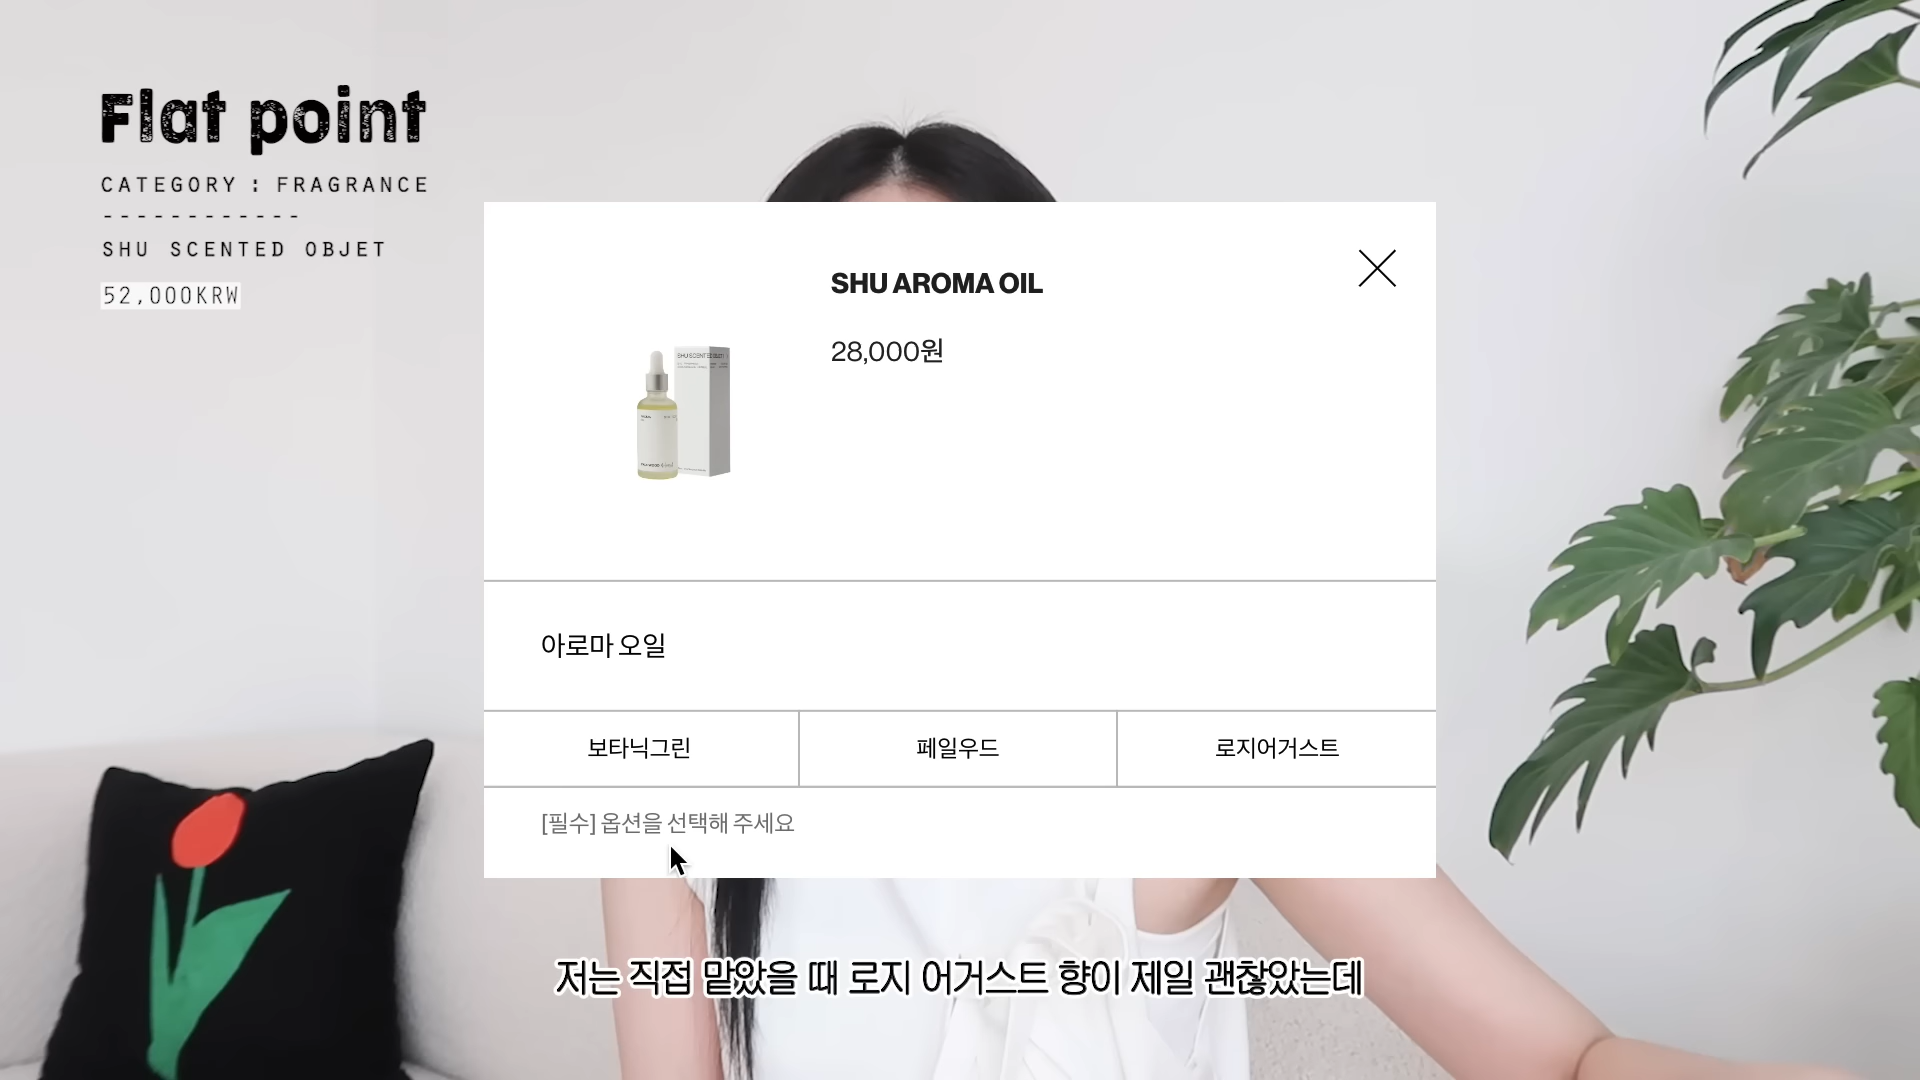 Flat point
CATEGORY : FRAGRANCE
------------
SHU SCENTED OBJET
52,000KRW
SHU AROMA OIL
28,000원
SHU SCENTED OBJET
아로마 오일
보타닉그린
페일우드
로지어거스트
[필수] 옵션을 선택해 주세요
저는 직접 맡았을 때 로지 어거스트 향이 제일 괜찮았는데